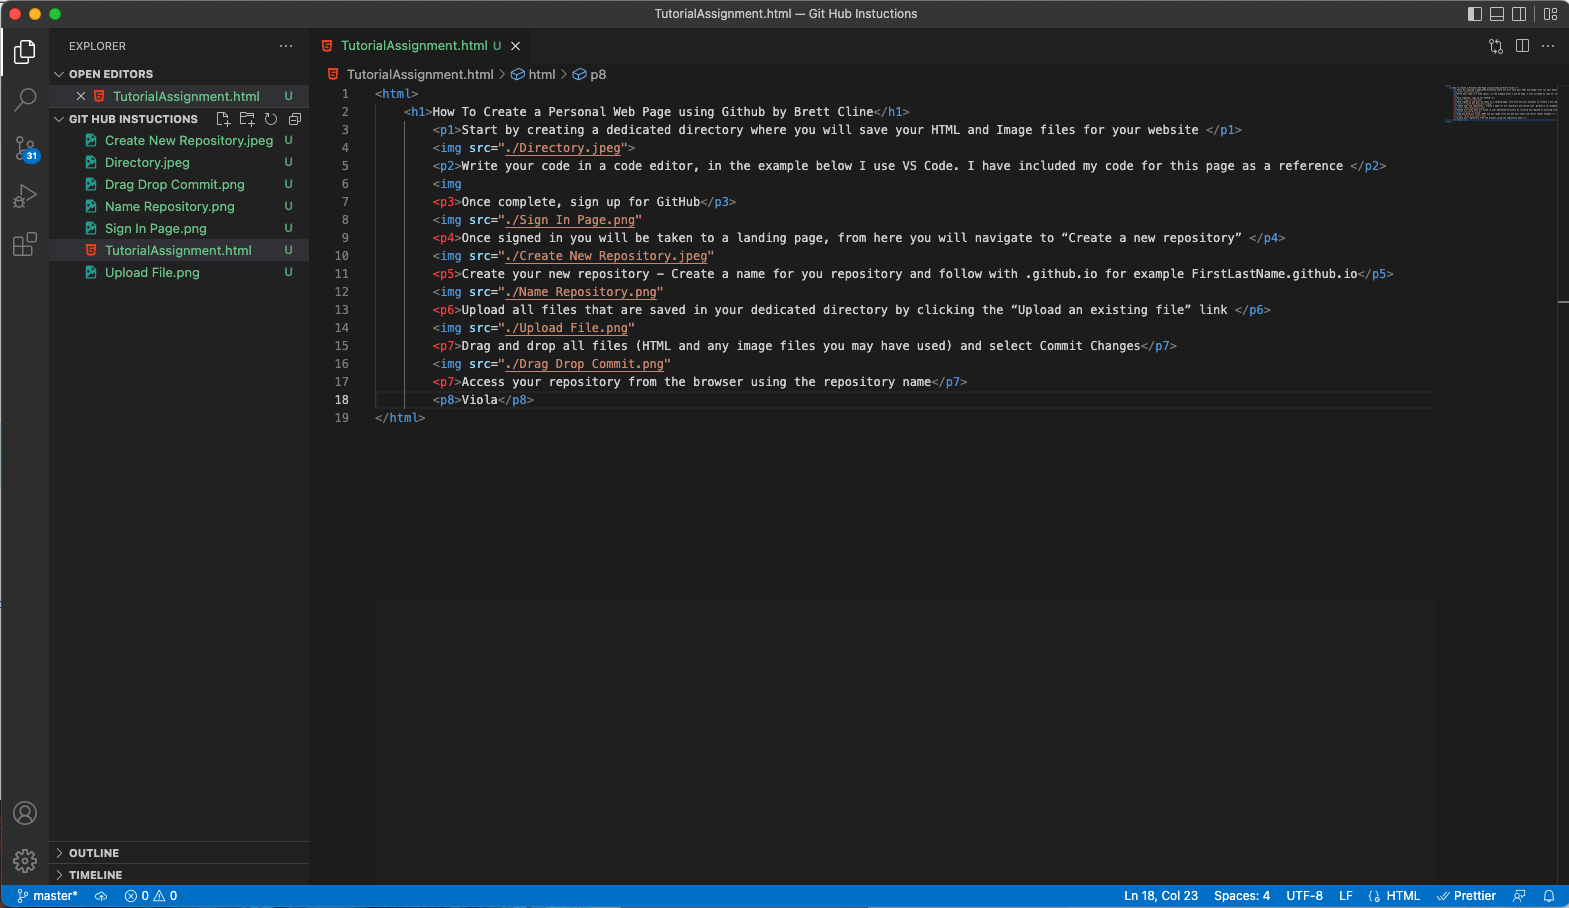 TutorialAssignment.html — Git Hub Instuctions
EXPLORER
OPEN EDITORS
TutorialAssignment.html U
GIT HUB INSTUCTIONS
Create New Repository.jpeg U
Directory.jpeg U
Drag Drop Commit.png U
Name Repository.png U
Sign In Page.png U
TutorialAssignment.html U
Upload File.png U
31
OUTLINE
TIMELINE
TutorialAssignment.html U
TutorialAssignment.html > html > p8
1 <html>
2 <h1>How To Create a Personal Web Page using Github by Brett Cline</h1>
3 <p1>Start by creating a dedicated directory where you will save your HTML and Image files for your website </p1>
4 <img src="./Directory.jpeg">
5 <p2>Write your code in a code editor, in the example below I use VS Code. I have included my code for this page as a reference </p2>
6 <img
7 <p3>Once complete, sign up for GitHub</p3>
8 <img src="./Sign In Page.png"
9 <p4>Once signed in you will be taken to a landing page, from here you will navigate to “Create a new repository” </p4>
10 <img src="./Create New Repository.jpeg"
11 <p5>Create your new repository – Create a name for you repository and follow with .github.io for example FirstLastName.github.io</p5>
12 <img src="./Name Repository.png"
13 <p6>Upload all files that are saved in your dedicated directory by clicking the “Upload an existing file” link </p6>
14 <img src="./Upload File.png"
15 <p7>Drag and drop all files (HTML and any image files you may have used) and select Commit Changes</p7>
16 <img src="./Drag Drop Commit.png"
17 <p7>Access your repository from the browser using the repository name</p7>
18 <p8>Viola</p8>
19 </html>
master* 0 0 Ln 18, Col 23 Spaces: 4 UTF-8 LF HTML Prettier